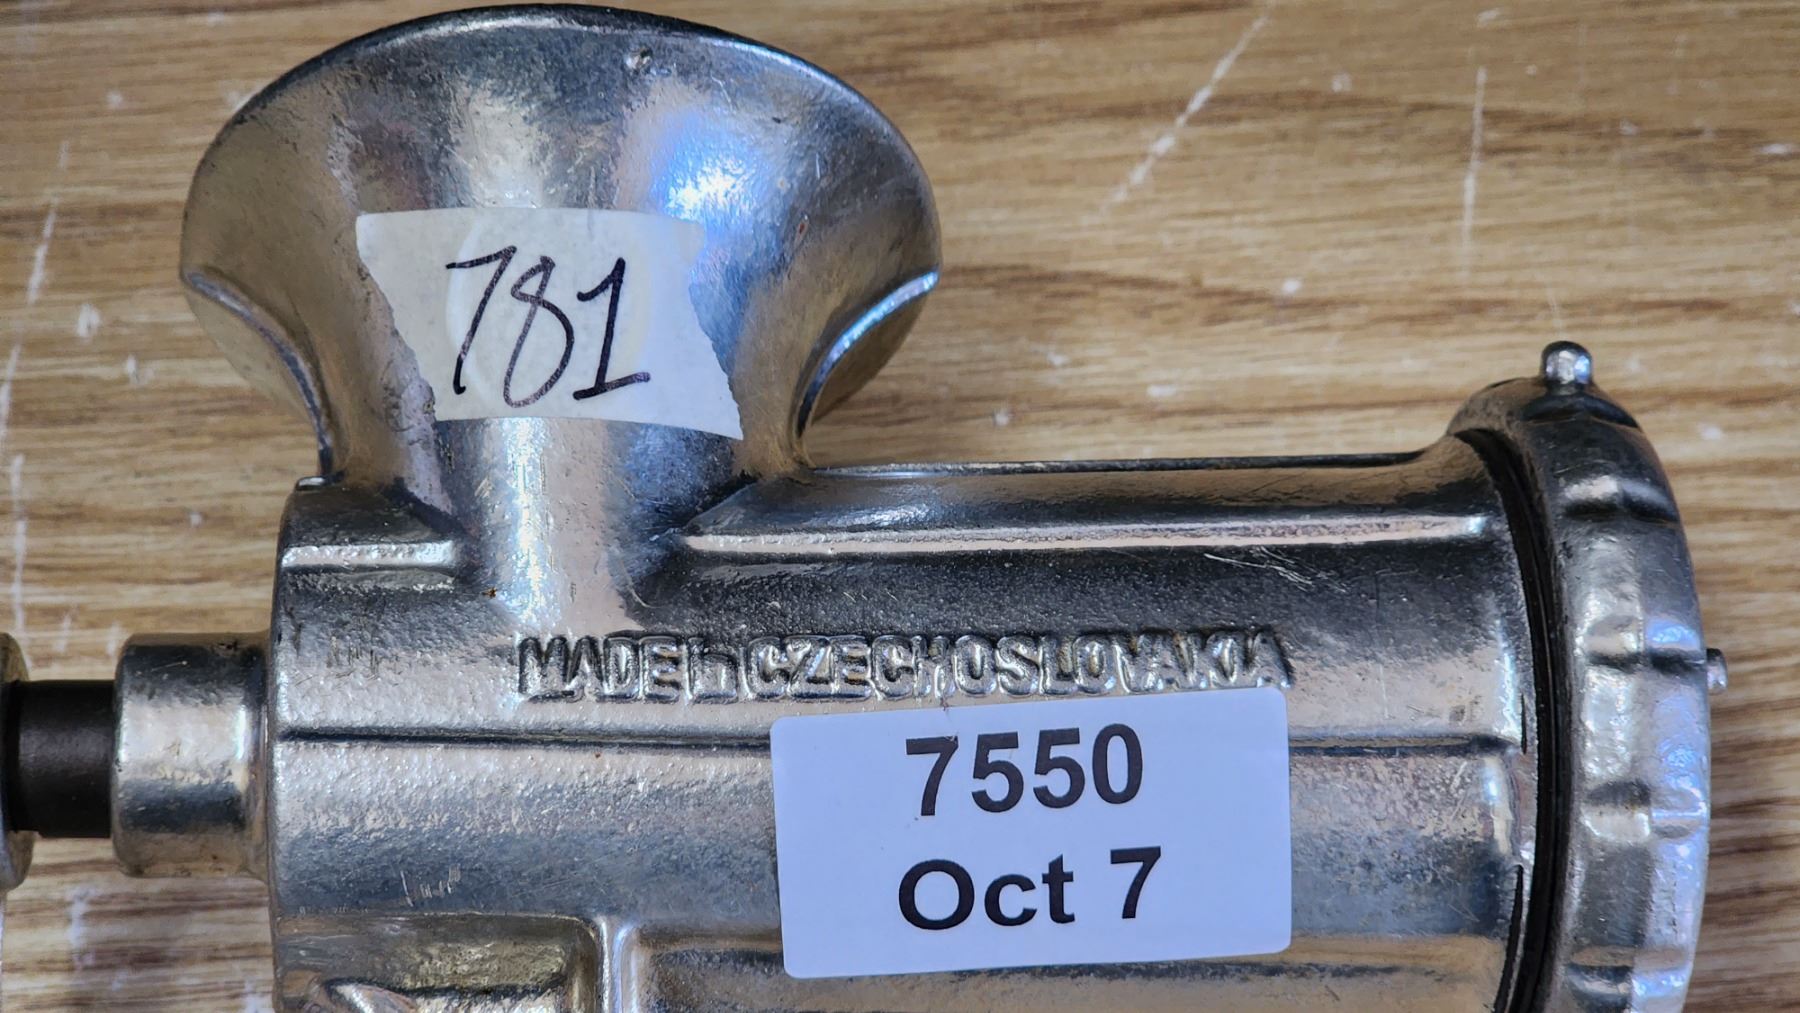 781
MADE IN CZECHOSLOVAKIA
7550
Oct 7